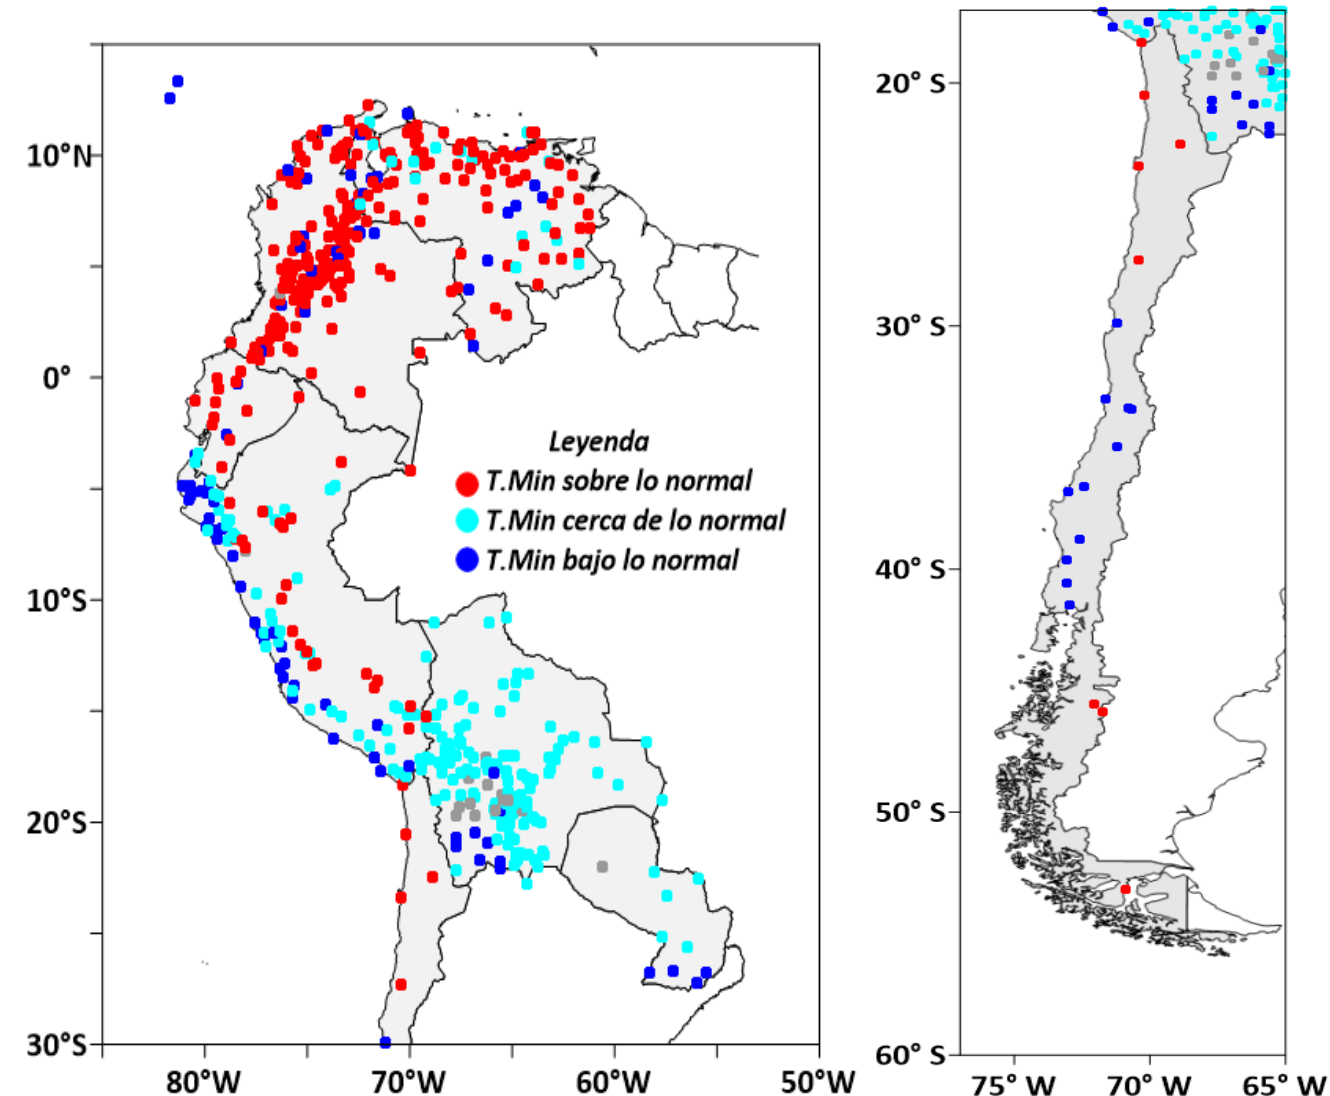 10°N
0°
10°S
20°S
30°S
80°W
70°W
60°W
50°W
Leyenda
T.Min sobre lo normal
T.Min cerca de lo normal
T.Min bajo lo normal
20° S
30° S
40° S
50° S
60° S
75° W
70° W
65° W